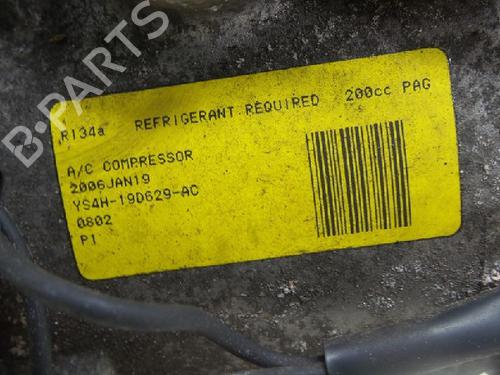 R134a REFRIGERANT REQUIRED 200cc PAG
A/C COMPRESSOR
2006JAN19
YS4H-19D629-AC
0802
P1
B-PARTS